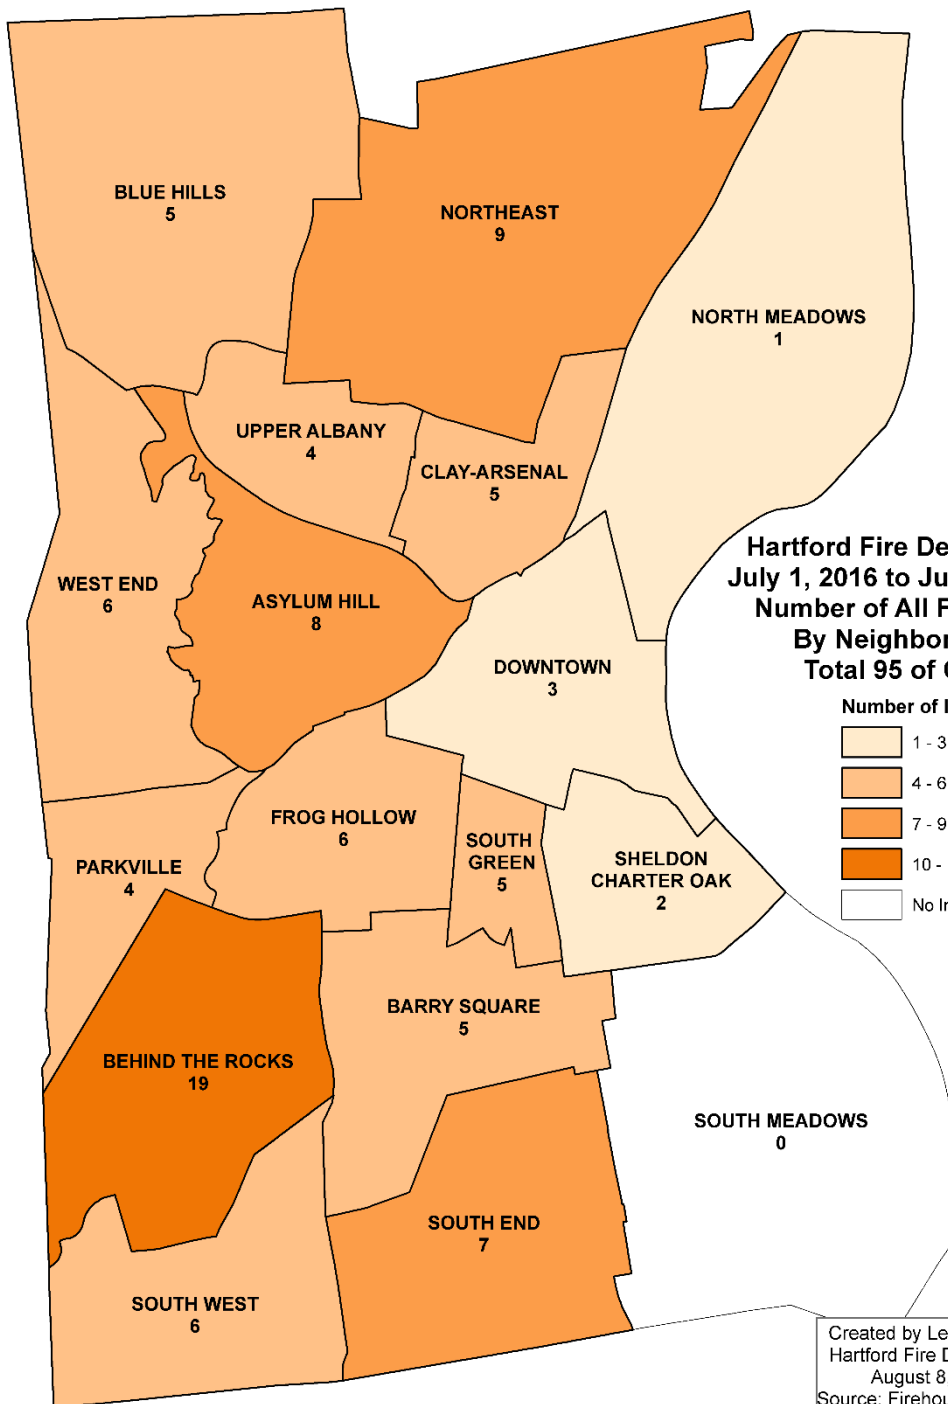 BLUE HILLS
5
NORTHEAST
9
NORTH MEADOWS
1
UPPER ALBANY
4
CLAY-ARSENAL
5
WEST END
6
ASYLUM HILL
8
DOWNTOWN
3
Hartford Fire De
July 1, 2016 to Ju
Number of All F
By Neighbor
Total 95 of
Number of I
1 - 3
4 - 6
7 - 9
10 -
No In
FROG HOLLOW
6
SOUTH
GREEN
5
PARKVILLE
4
SHELDON
CHARTER OAK
2
BARRY SQUARE
5
BEHIND THE ROCKS
19
SOUTH MEADOWS
0
SOUTH END
7
SOUTH WEST
6
Created by Le
Hartford Fire D
August 8
Source: Firehou